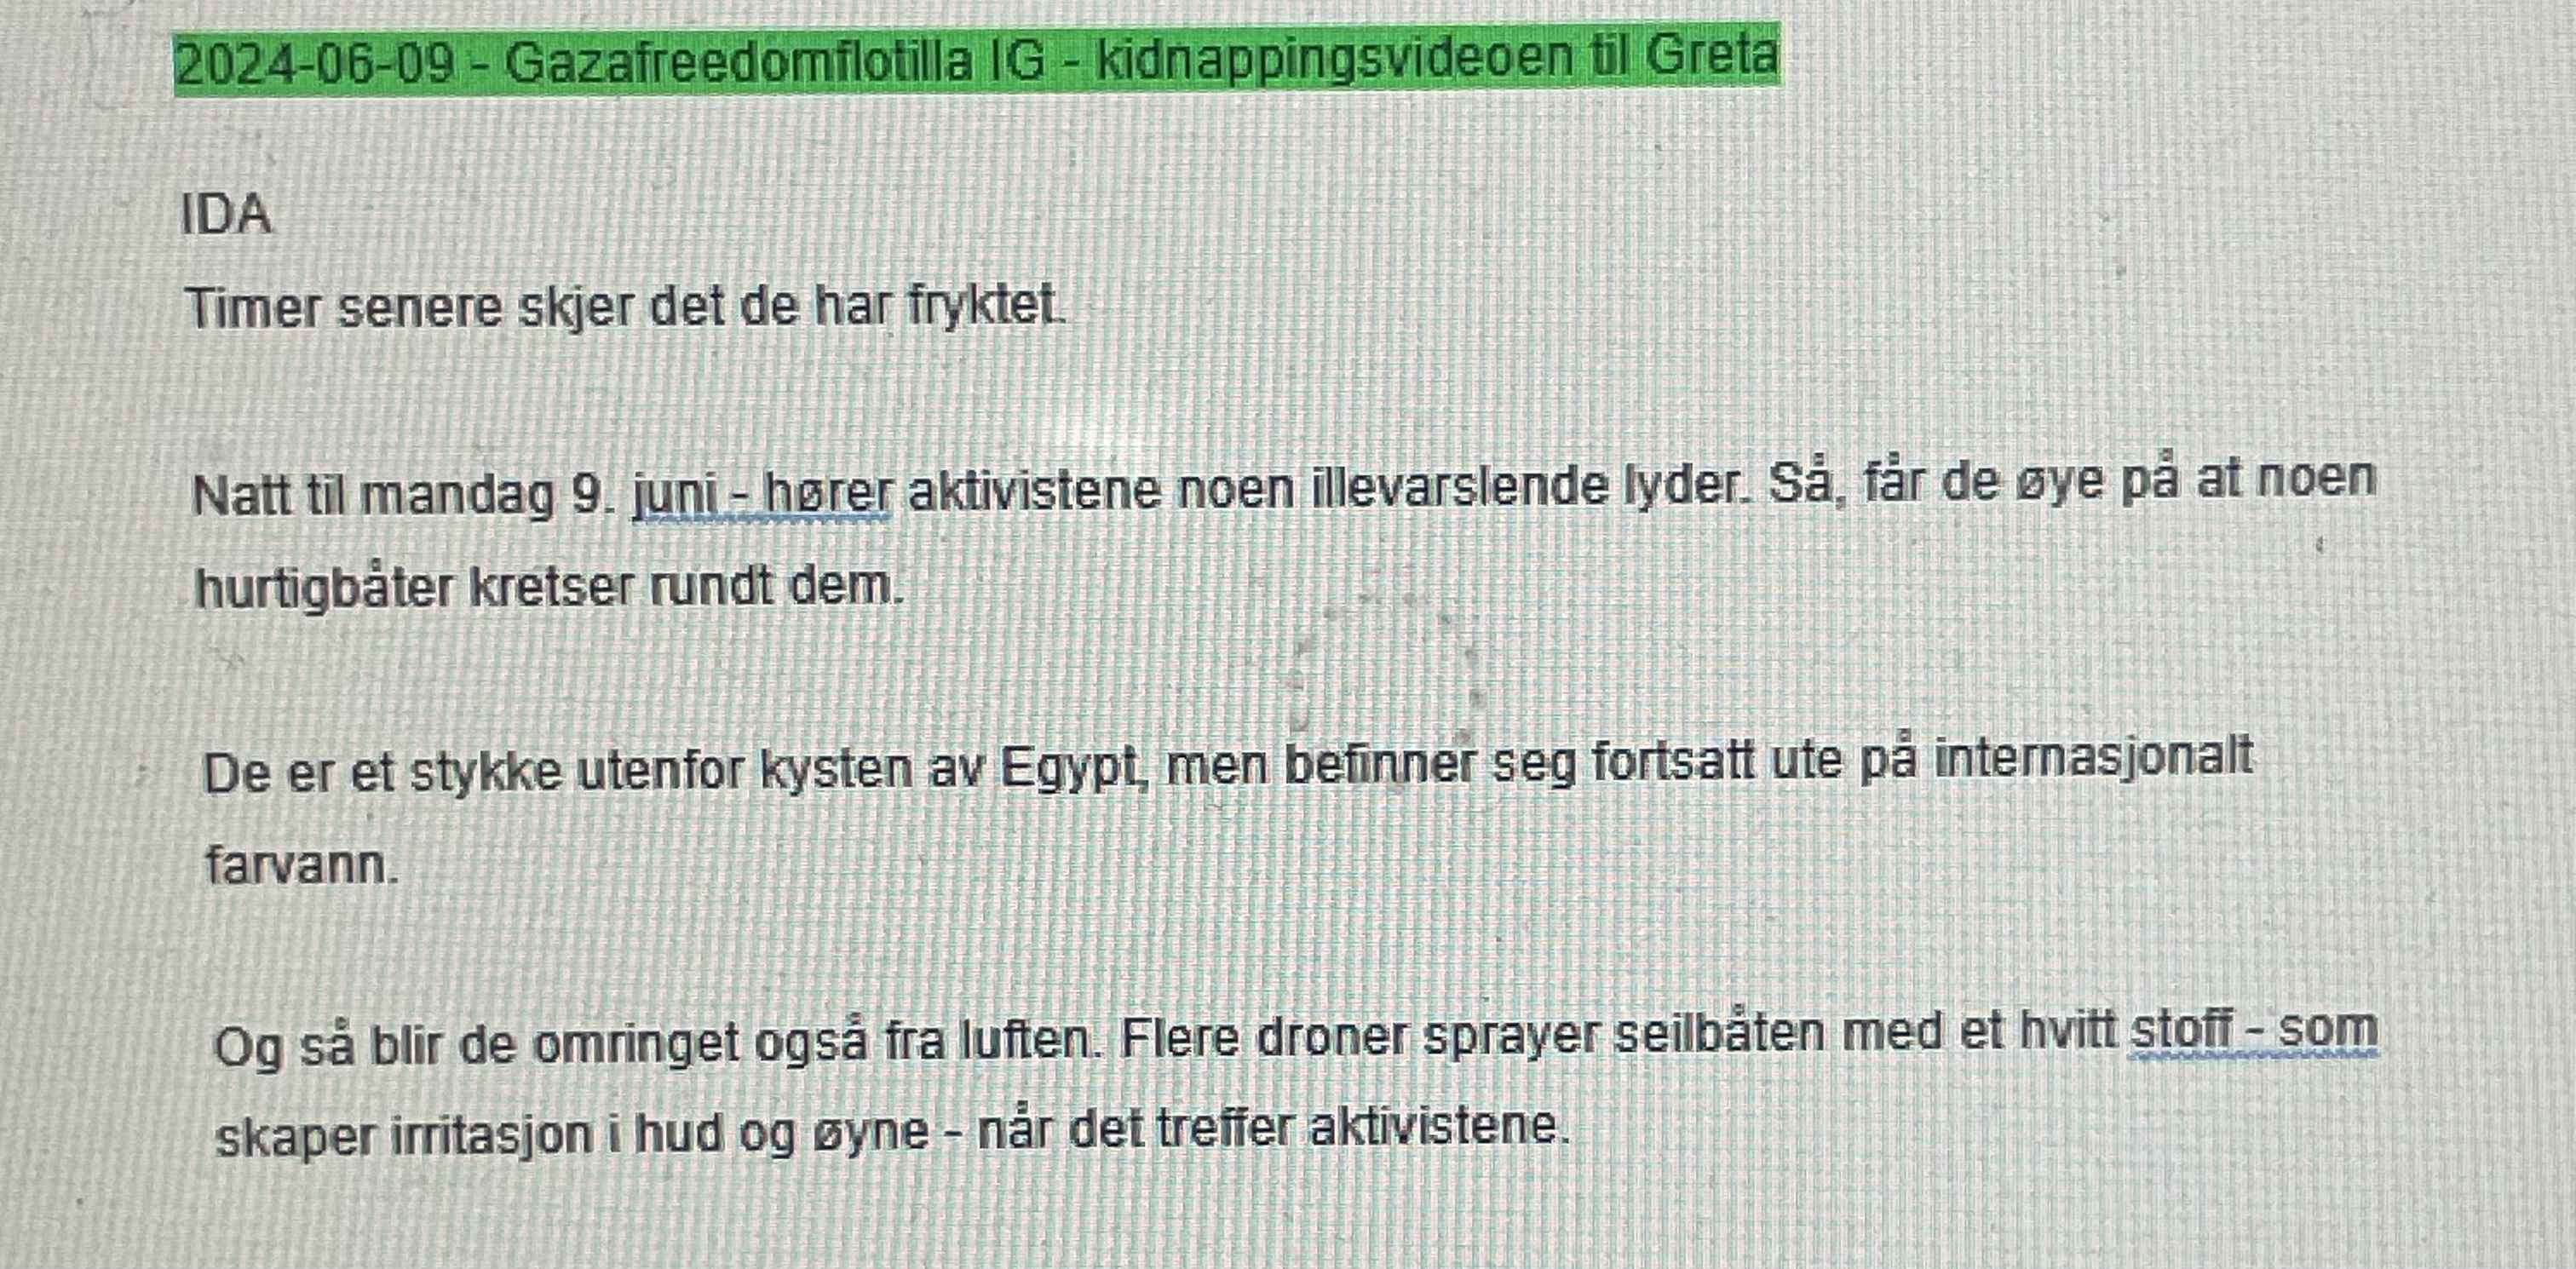 2024-06-09 - Gazafreedomflotilla IG - kidnappingsvideoen til Greta
IDA
Timer senere skjer det de har fryktet.
Natt til mandag 9. juni - hører aktivistene noen illevarslende lyder. Så, får de øye på at noen
hurtigbåter kretser rundt dem.
De er et stykke utenfor kysten av Egypt, men befinner seg fortsatt ute på internasjonalt
farvann.
Og så blir de omringet også fra luften. Flere droner sprayer seilbåten med et hvitt stoff - som
skaper irritasjon i hud og øyne - når det treffer aktivistene.